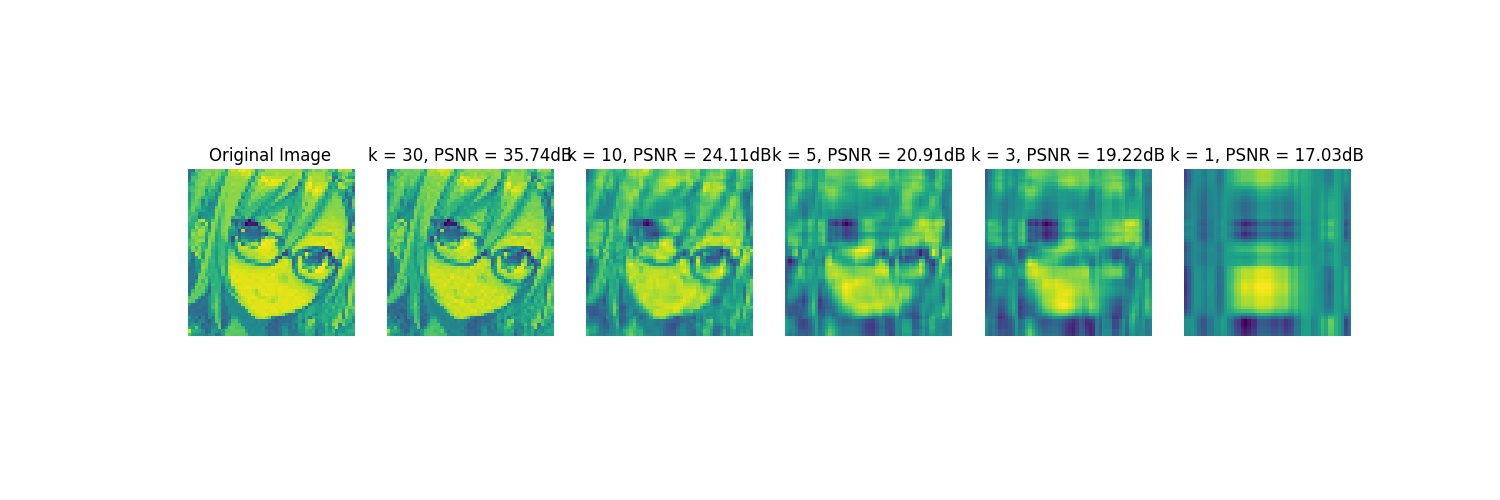 Original Image
k = 30, PSNR = 35.74dB
k = 10, PSNR = 24.11dB
k = 5, PSNR = 20.91dB
k = 3, PSNR = 19.22dB
k = 1, PSNR = 17.03dB